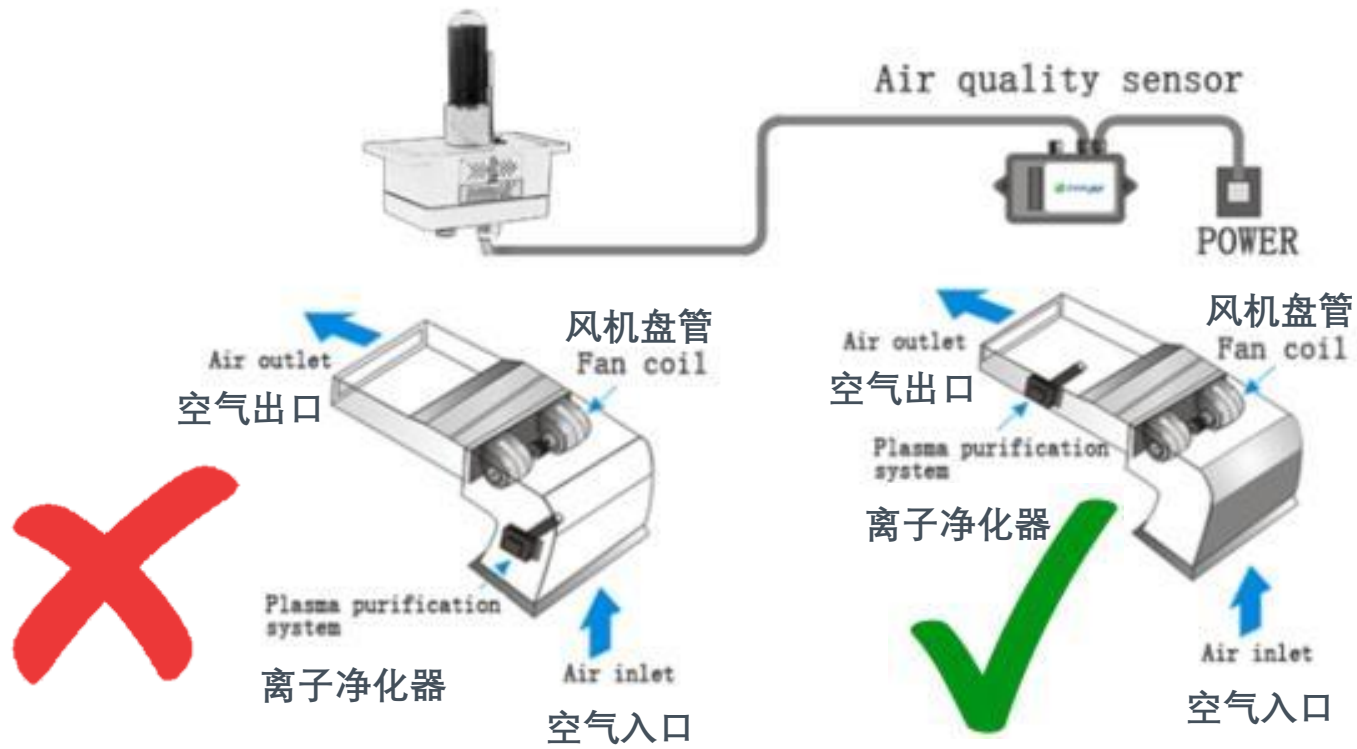 Air quality sensor
POWER
风机盘管
Fan coil
Air outlet
空气出口
Plasma purification
system
离子净化器
Air inlet
空气入口
风机盘管
Fan coil
Air outlet
空气出口
Plasma purification
system
离子净化器
Air inlet
空气入口